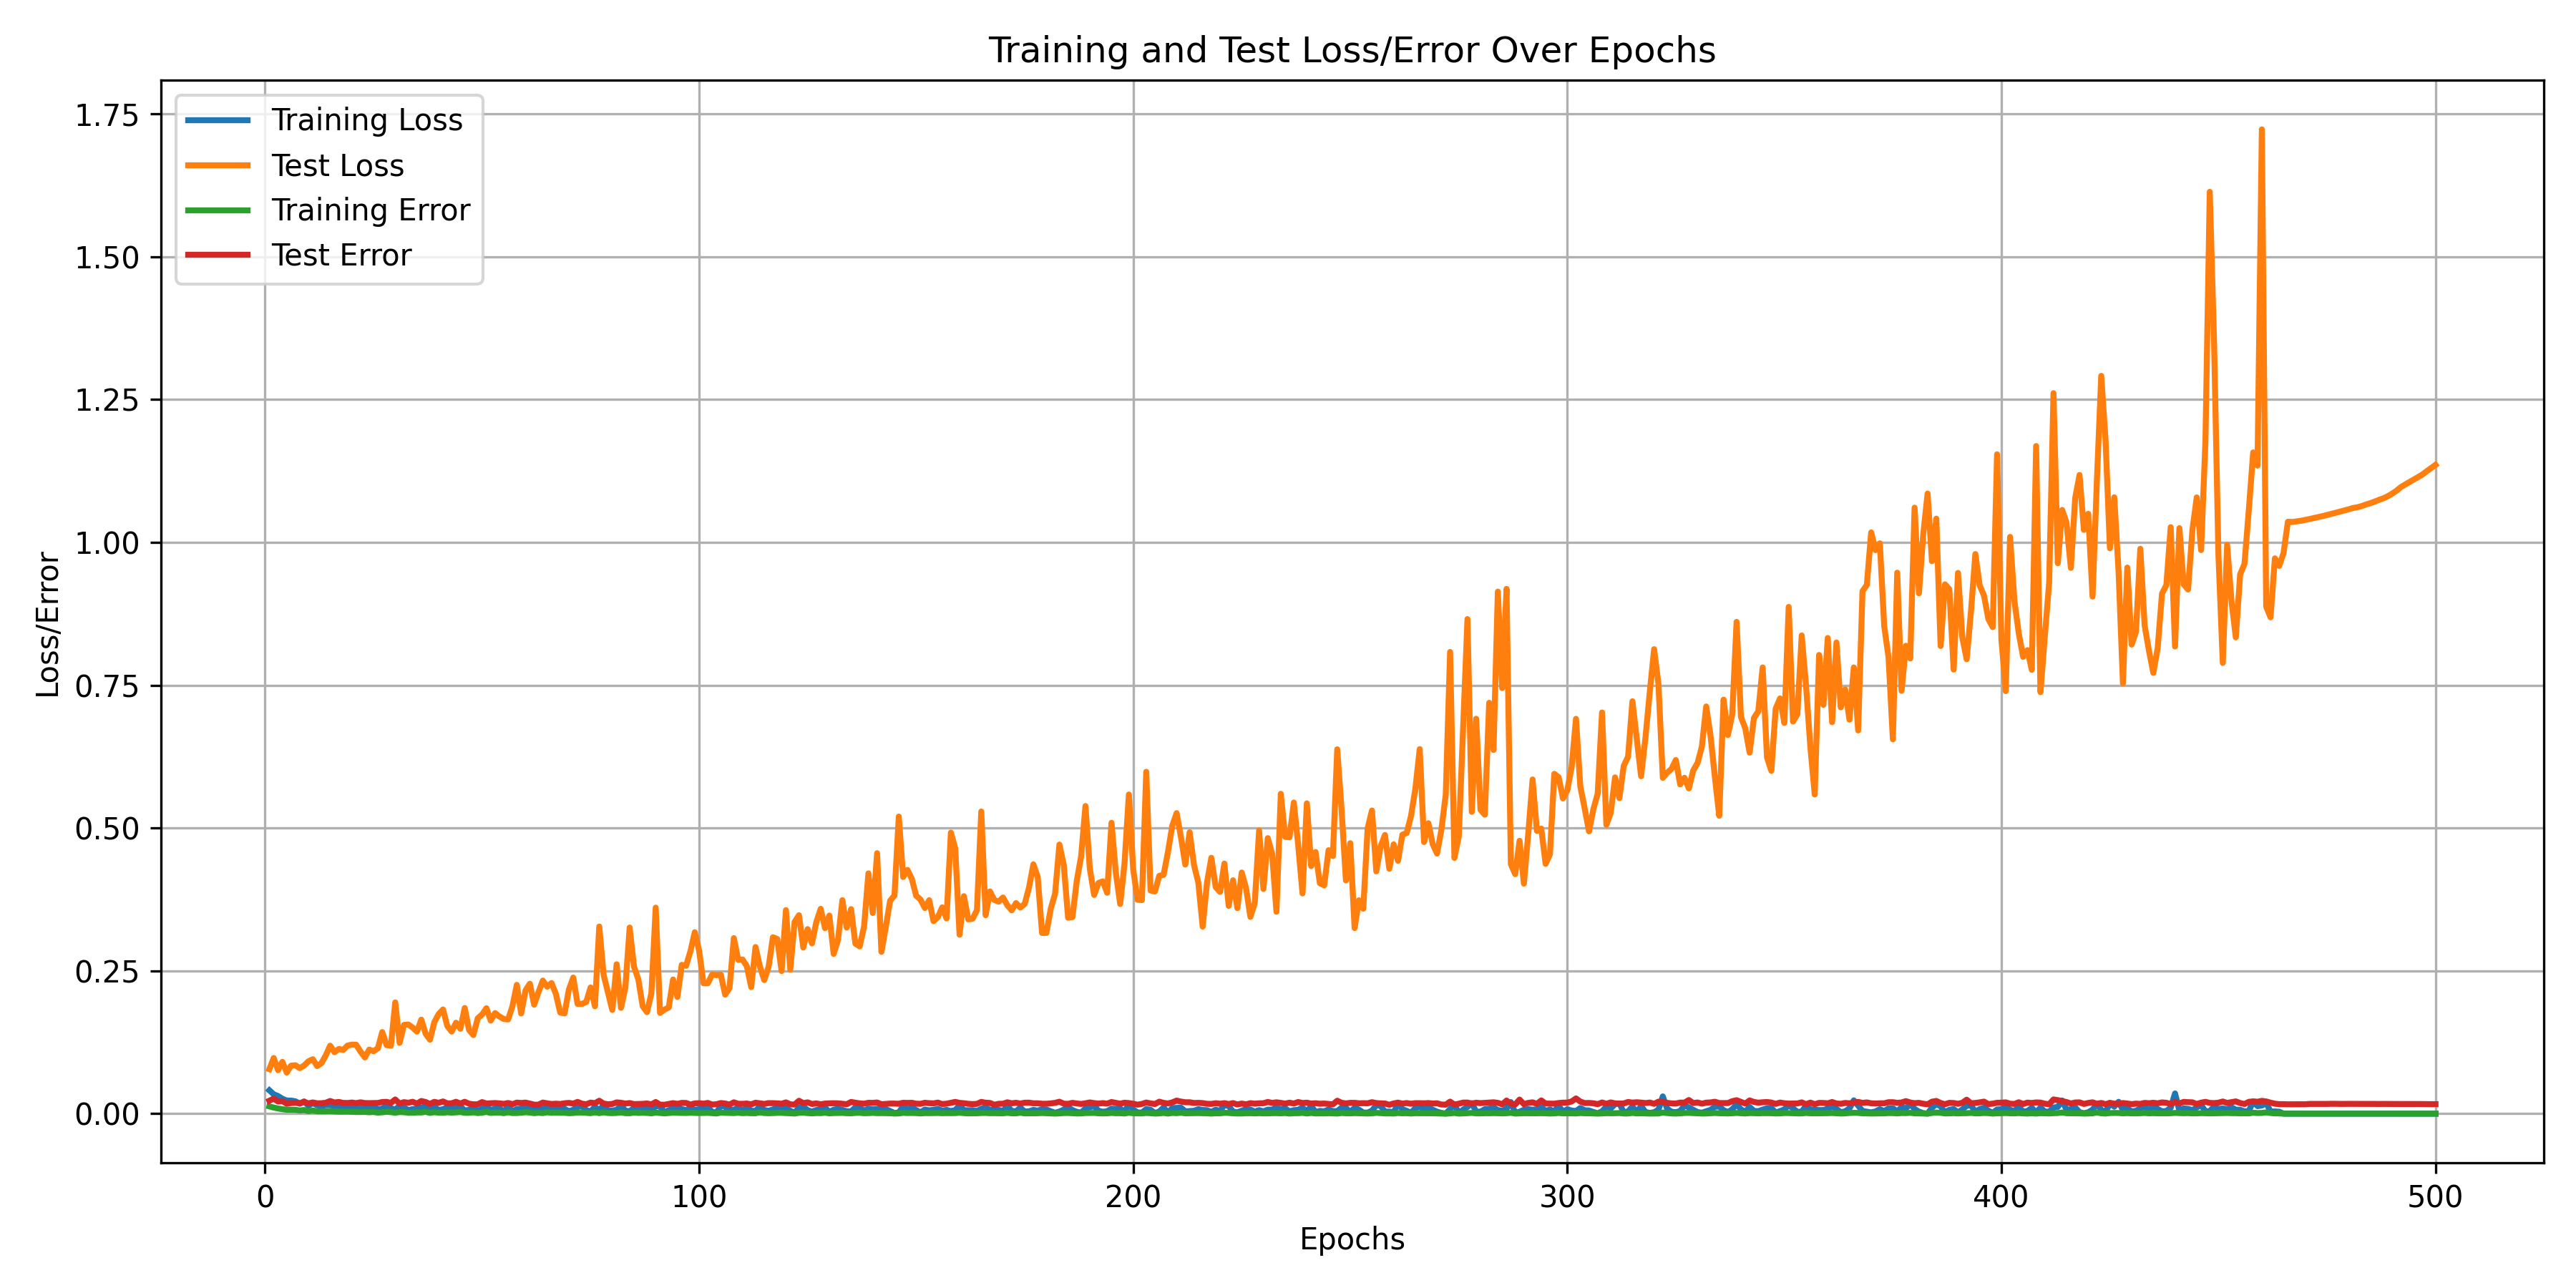 Training and Test Loss/Error Over Epochs
Training Loss
Test Loss
Training Error
Test Error
1.75
1.50
1.25
1.00
0.75
0.50
0.25
0.00
Loss/Error
0 100 200 300 400 500
Epochs